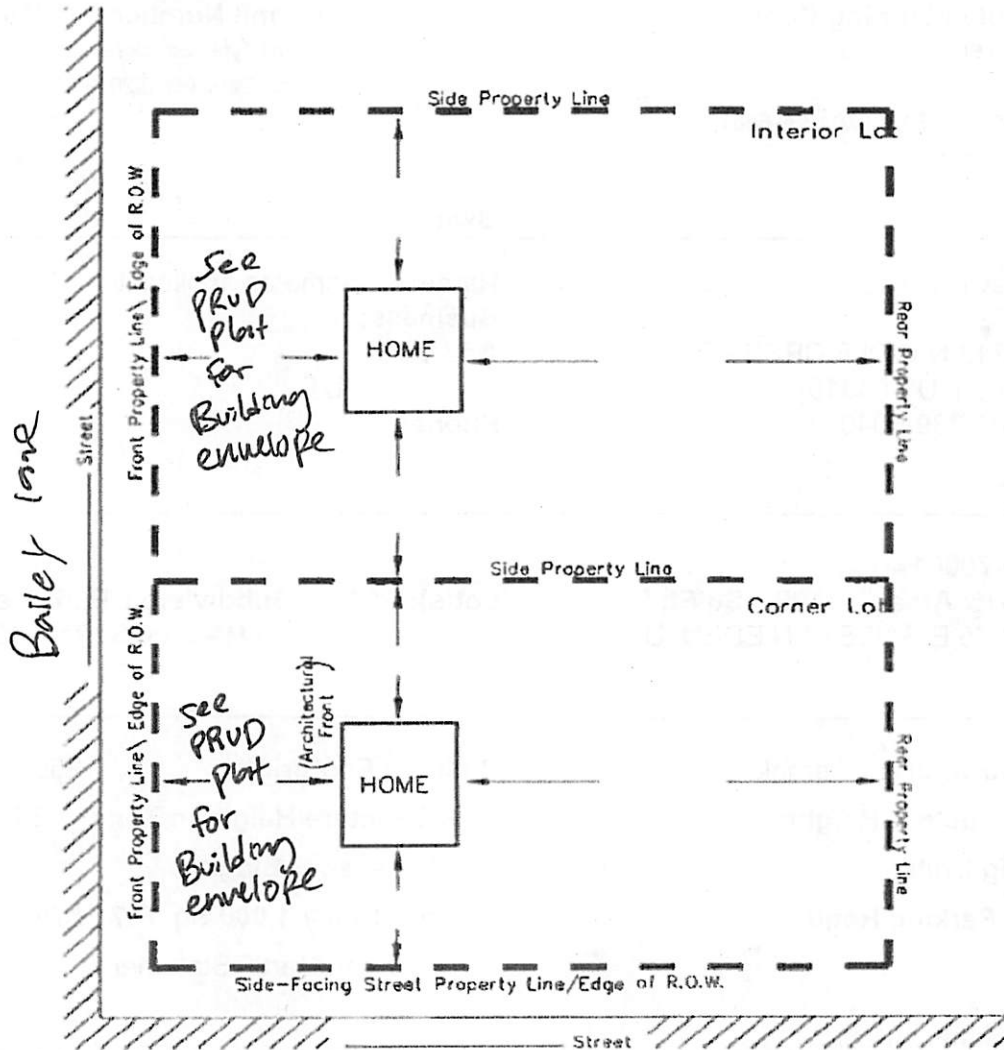 Side Property Line
Interior Lot
Front Property Line\ Edge of R.O.W
see
PRUD
plat
for
Building
envelope
HOME
Rear Property Line
Bailey lane
Street
Side Property Line
Corner Lot
Front Property Line\ Edge of R.O.W.
see
PRUD
plat
for
Building
envelope
(Architectural
Front)
HOME
Rear Property Line
Side-Facing Street Property Line/Edge of R.O.W.
Street